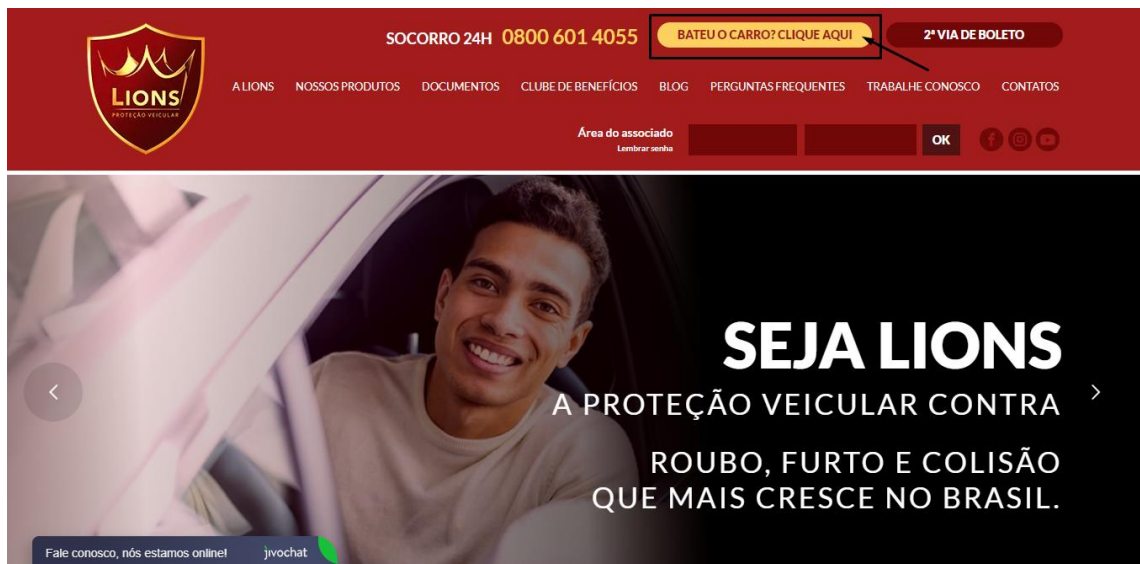 SOCORRO 24H 0800 601 4055
BATEU O CARRO? CLIQUE AQUI
2ª VIA DE BOLETO
LIONS
PROTEÇÃO VEICULAR
A LIONS NOSSOS PRODUTOS DOCUMENTOS CLUBE DE BENEFÍCIOS BLOG PERGUNTAS FREQUENTES TRABALHE CONOSCO CONTATOS
Área do associado
Lembrar senha
OK
SEJA LIONS
A PROTEÇÃO VEICULAR CONTRA
ROUBO, FURTO E COLISÃO
QUE MAIS CRESCE NO BRASIL.
Fale conosco, nós estamos online! jivochat